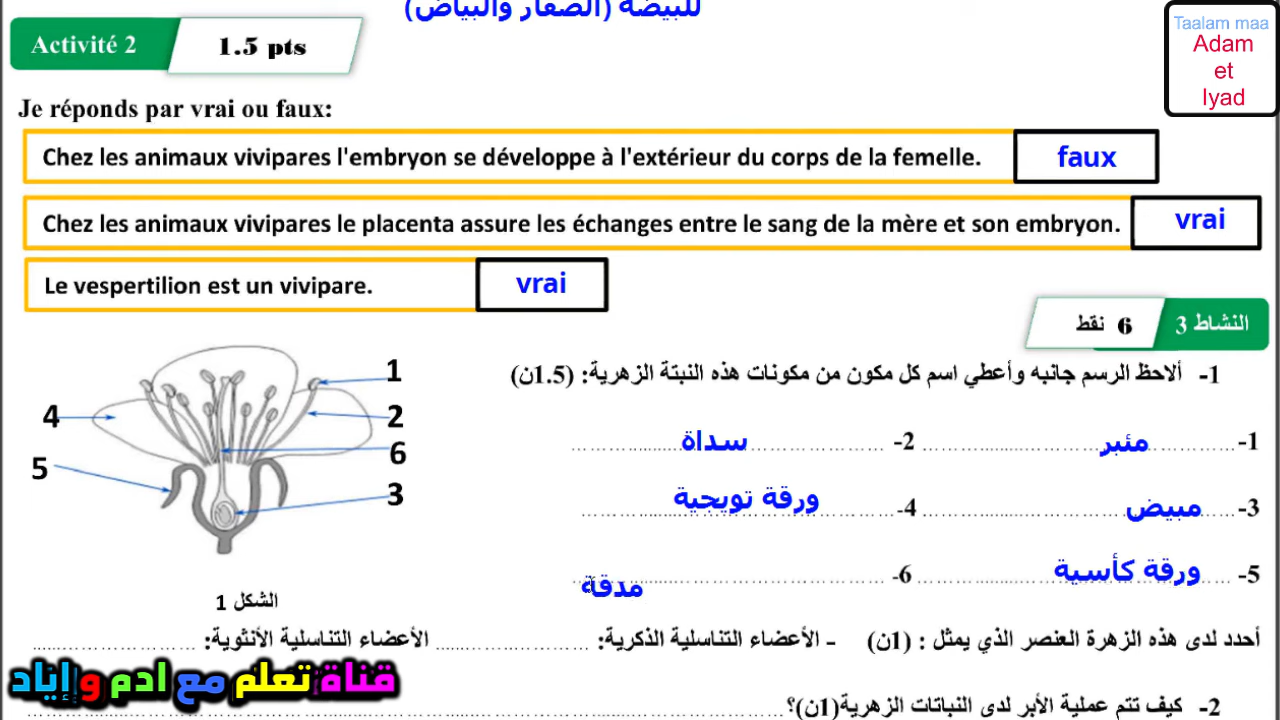 للبيضة (الصفار والبياض)
Activité 2
1.5 pts
Taalam maa
Adam
et
Iyad
Je réponds par vrai ou faux:
Chez les animaux vivipares l'embryon se développe à l'extérieur du corps de la femelle.
faux
Chez les animaux vivipares le placenta assure les échanges entre le sang de la mère et son embryon.
vrai
Le vespertilion est un vivipare.
vrai
النشاط 3
6 نقط
1- ألاحظ الرسم جانبه وأعطي اسم كل مكون من مكونات هذه النبتة الزهرية: (1.5ن)
1
4
2
6
5
3
1- مئبر 2- سداة
3- مبيض 4- ورقة تويجية
5- ورقة كأسية 6- مدقة
الشكل 1
أحدد لدى هذه الزهرة العنصر الذي يمثل : (1ن) - الأعضاء التناسلية الذكرية: ...................... الأعضاء التناسلية الأنثوية: ......................
قناة تعلم مع ادم وإياد
2- كيف تتم عملية الأبر لدى النباتات الزهرية(1ن)؟